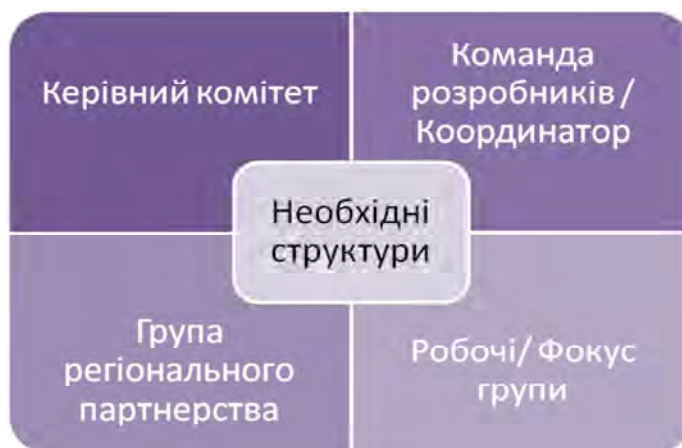 Керівний комітет
Команда
розробників /
Координатор
Необхідні
структури
Група
регіонального
партнерства
Робочі/ Фокус
групи